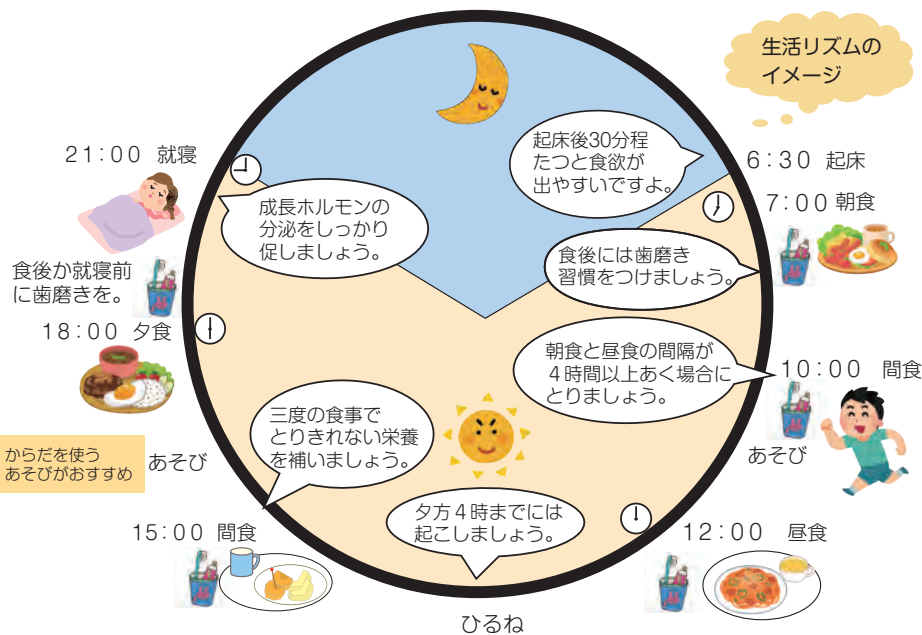 生活リズムの
イメージ
6:30 起床
起床後30分程
たつと食欲が
出やすいですよ。
7:00 朝食
食後には歯磨き
習慣をつけましょう。
10:00 間食
朝食と昼食の間隔が
4時間以上あく場合に
とりましょう。
あそび
12:00 昼食
ひるね
夕方4時までには
起こしましょう。
15:00 間食
三度の食事で
とりきれない栄養
を補いましょう。
あそび
からだを使う
あそびがおすすめ
18:00 夕食
食後か就寝前
に歯磨きを。
21:00 就寝
成長ホルモンの
分泌をしっかり
促しましょう。